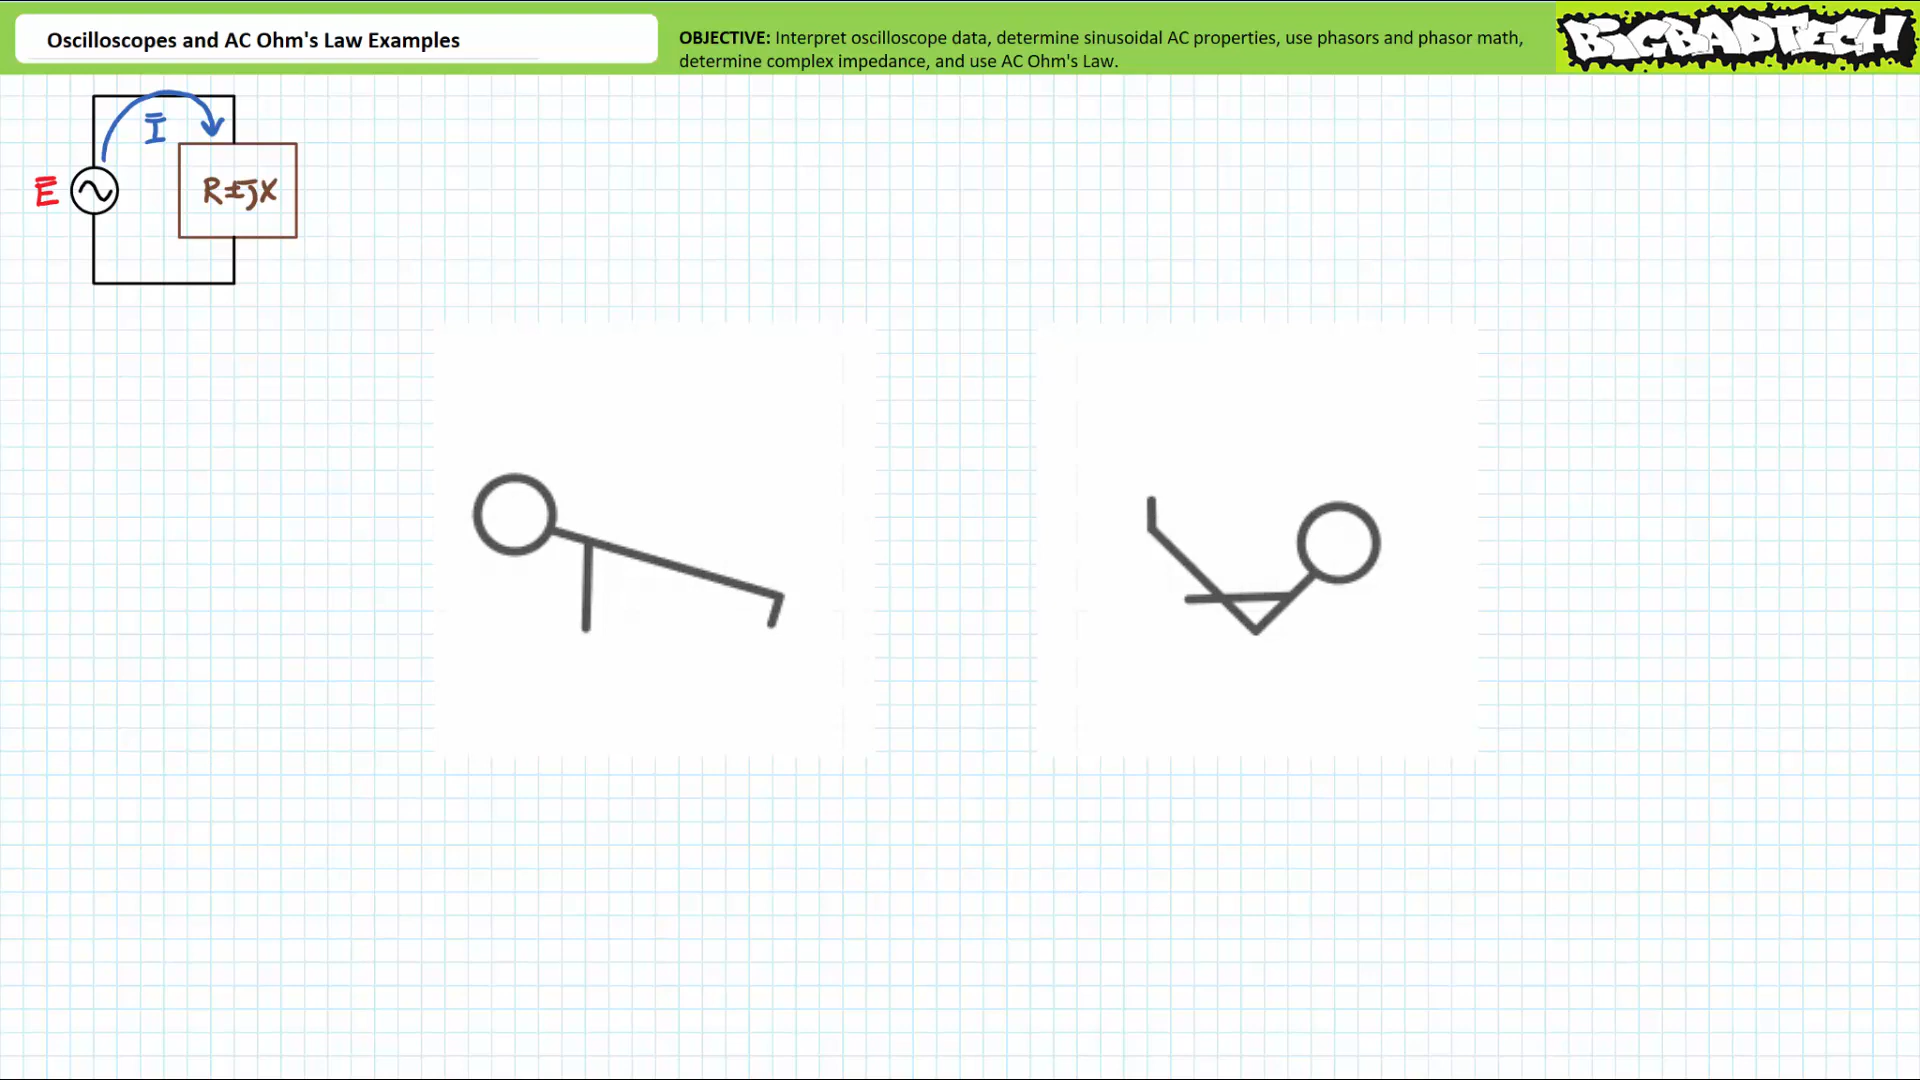 Oscilloscopes and AC Ohm's Law Examples
OBJECTIVE: Interpret oscilloscope data, determine sinusoidal AC properties, use phasors and phasor math,
determine complex impedance, and use AC Ohm's Law.
BIGBADTECH
Ī
Ē
R±jX